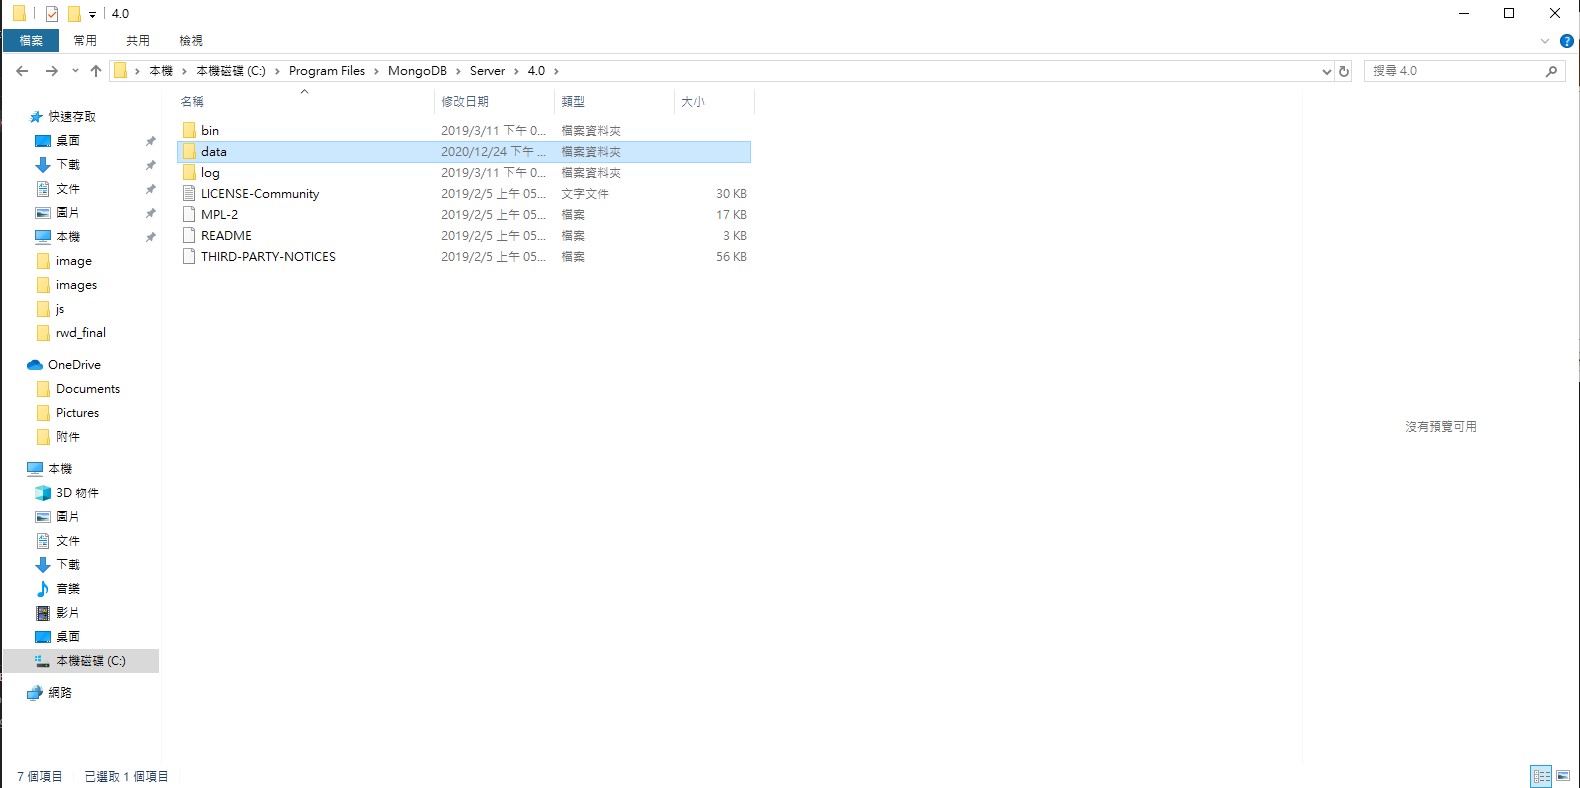 4.0
檔案 常用 共用 檢視
本機 本機磁碟 (C:) Program Files MongoDB Server 4.0 搜尋 4.0
名稱 修改日期 類型 大小
bin 2019/3/11 下午 0... 檔案資料夾
data 2020/12/24 下午 ... 檔案資料夾
log 2019/3/11 下午 0... 檔案資料夾
LICENSE-Community 2019/2/5 上午 05... 文字文件 30 KB
MPL-2 2019/2/5 上午 05... 檔案 17 KB
README 2019/2/5 上午 05... 檔案 3 KB
THIRD-PARTY-NOTICES 2019/2/5 上午 05... 檔案 56 KB
快速存取
桌面
下載
文件
圖片
本機
image
images
js
rwd_final
OneDrive
Documents
Pictures
附件
本機
3D 物件
圖片
文件
下載
音樂
影片
桌面
本機磁碟 (C:)
網路
沒有預覽可用
7 個項目 已選取 1 個項目